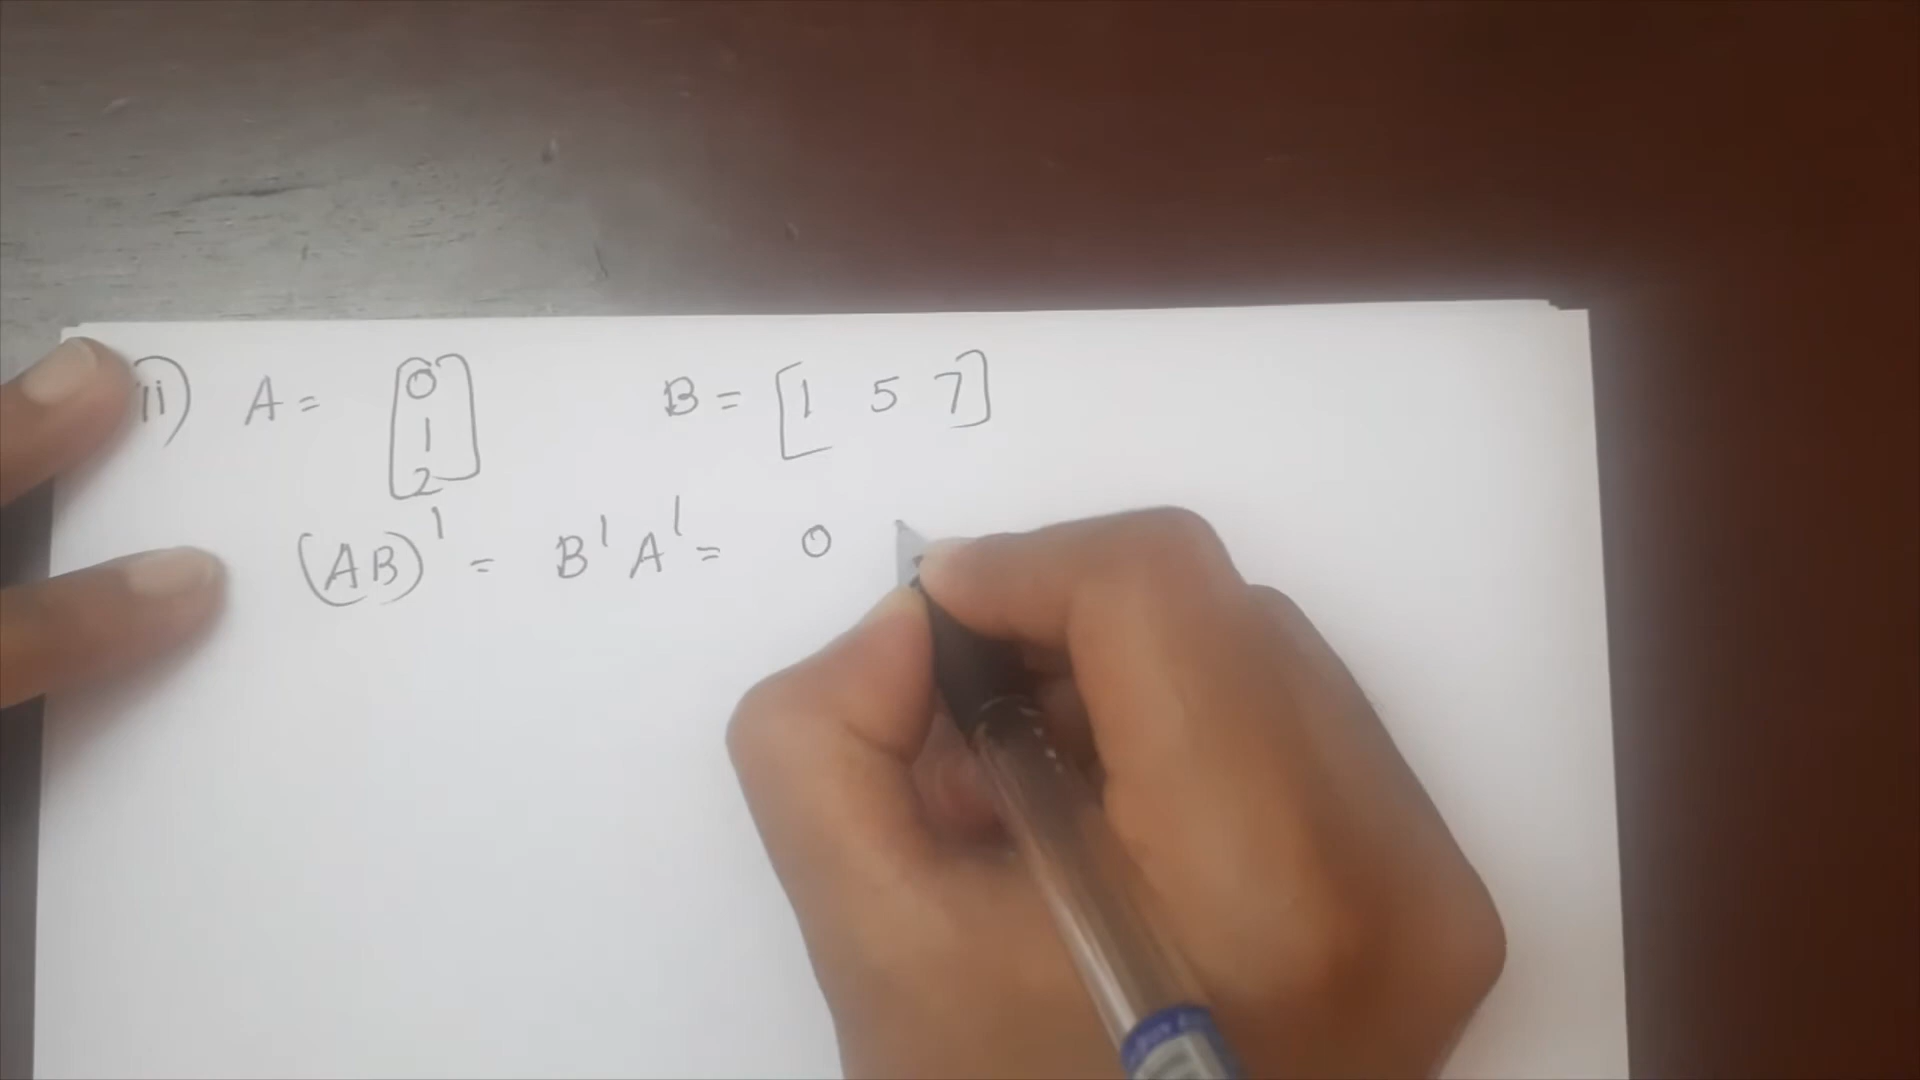 ii) A = [0 1 2] B = [1 5 7]
(AB)' = B'A' = 0